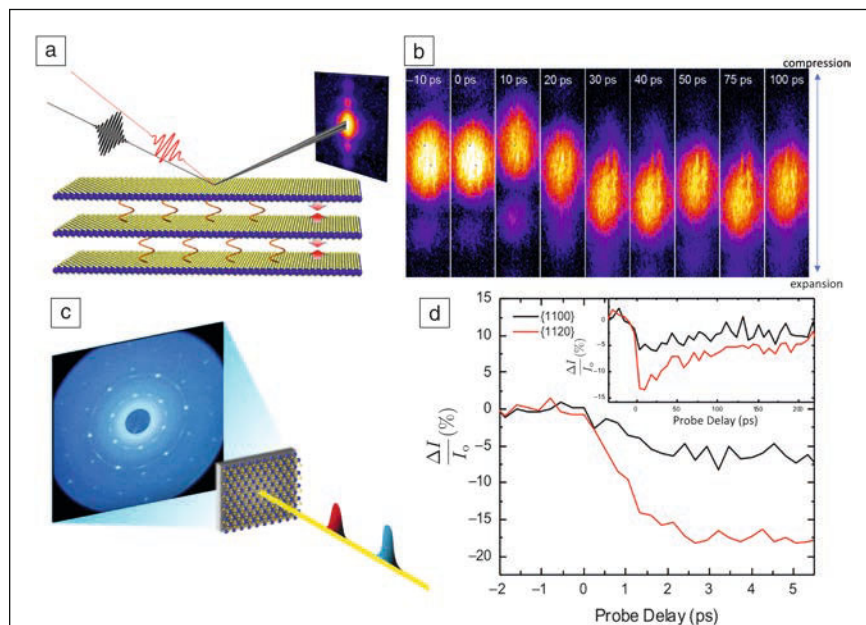 a
b
compression
−10 ps 0 ps 10 ps 20 ps 30 ps 40 ps 50 ps 75 ps 100 ps
expansion
c
d
15
10
5
0
−5
−10
−15
−20
ΔI/Io (%)
−2 −1 0 1 2 3 4 5
Probe Delay (ps)
{1100}
{1120}
0
−5
−10
−15
ΔI/Io (%)
0 50 100 150 200
Probe Delay (ps)